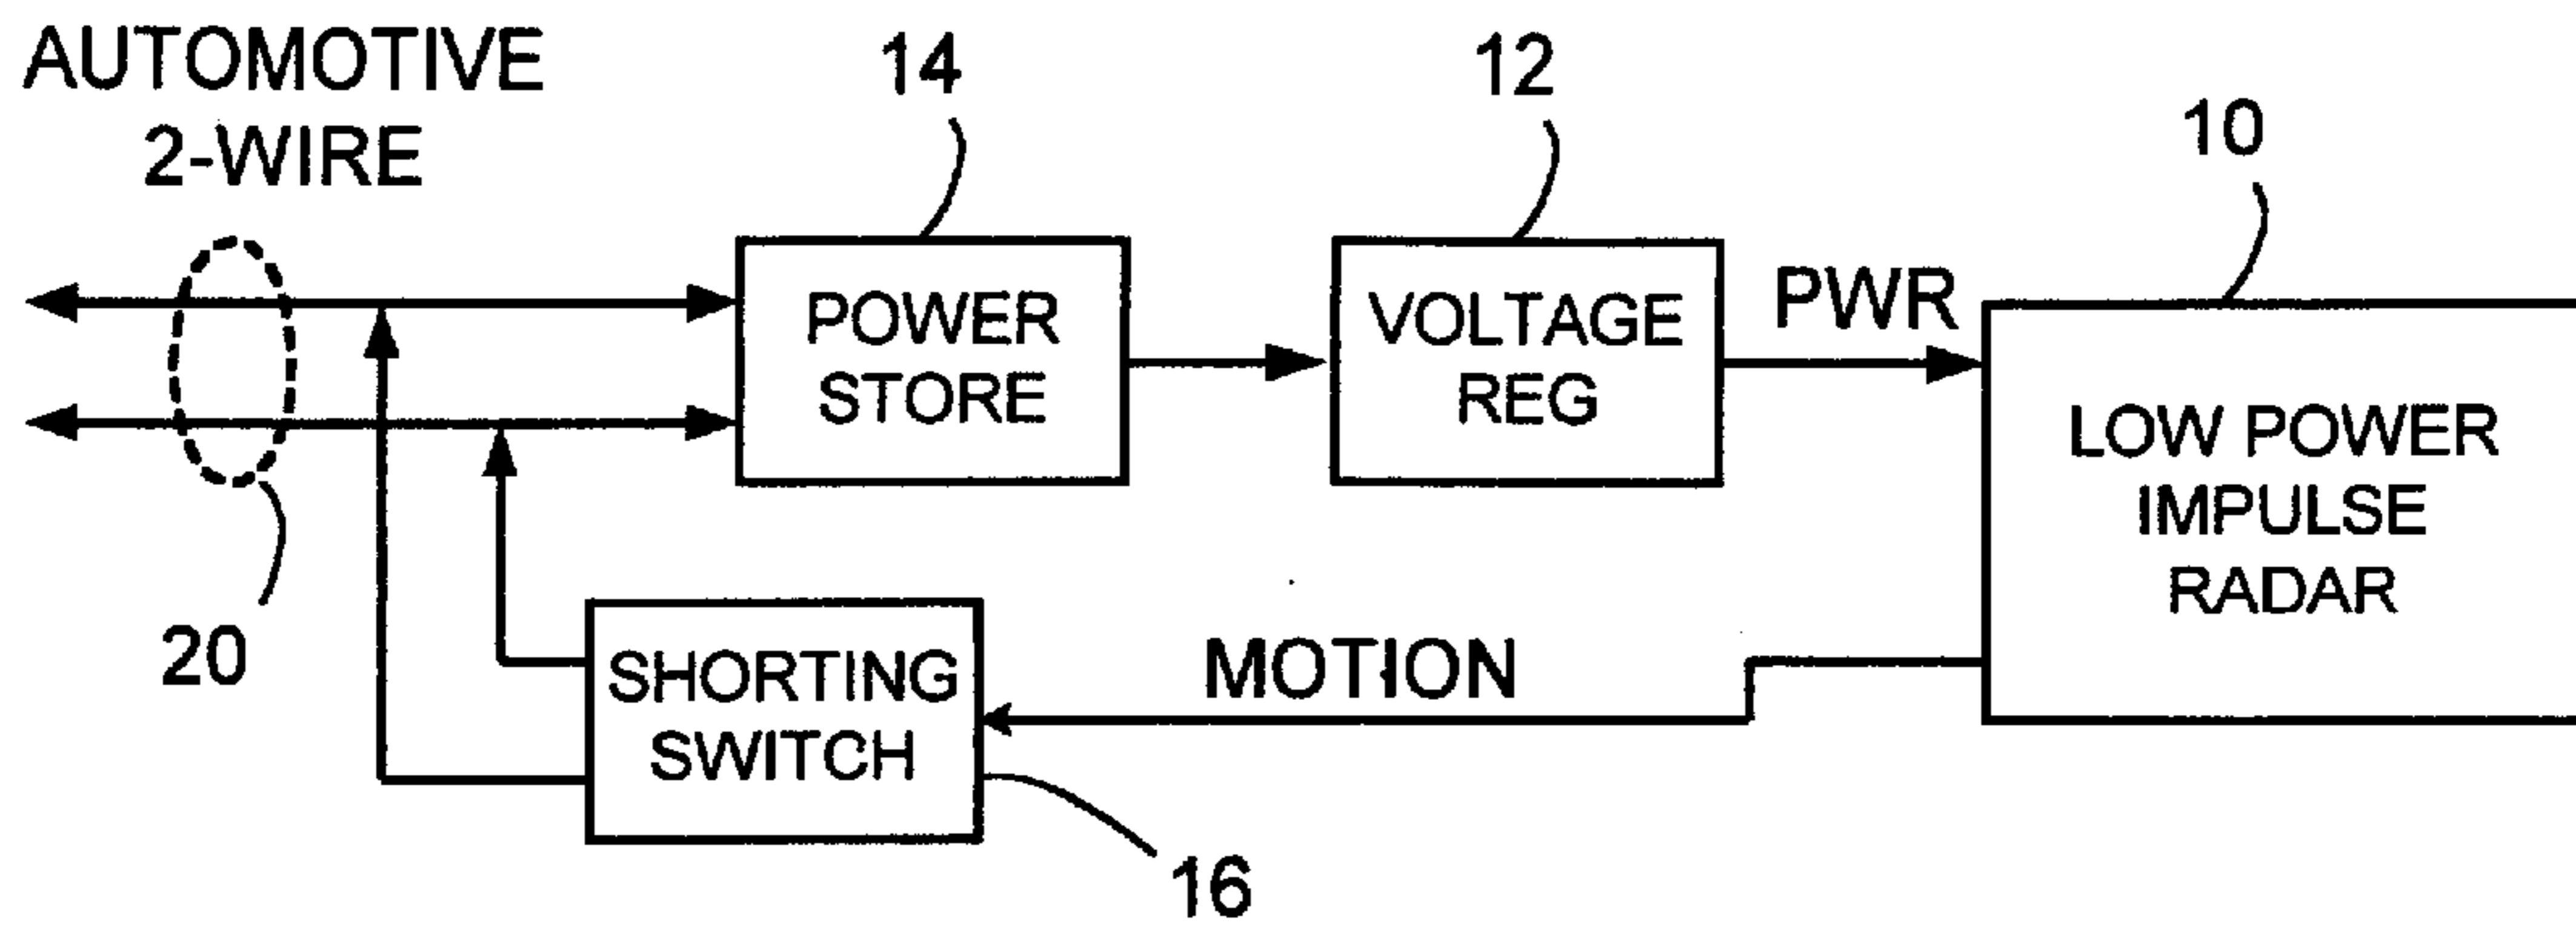 AUTOMOTIVE
2-WIRE
14
12
10
POWER
STORE
VOLTAGE
REG
PWR
LOW POWER
IMPULSE
RADAR
20
SHORTING
SWITCH
MOTION
16